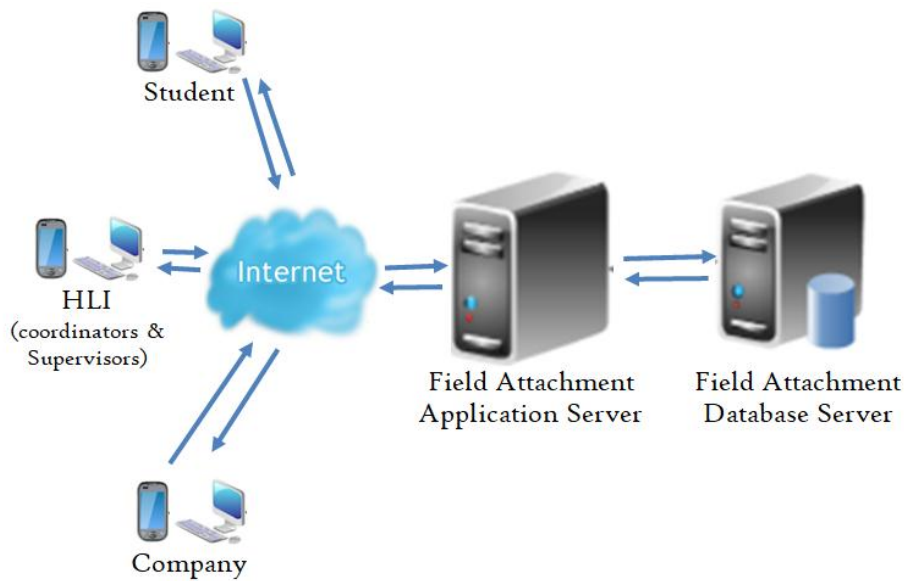 Student
Internet
HLI
(coordinators &
Supervisors)
Field Attachment
Application Server
Field Attachment
Database Server
Company